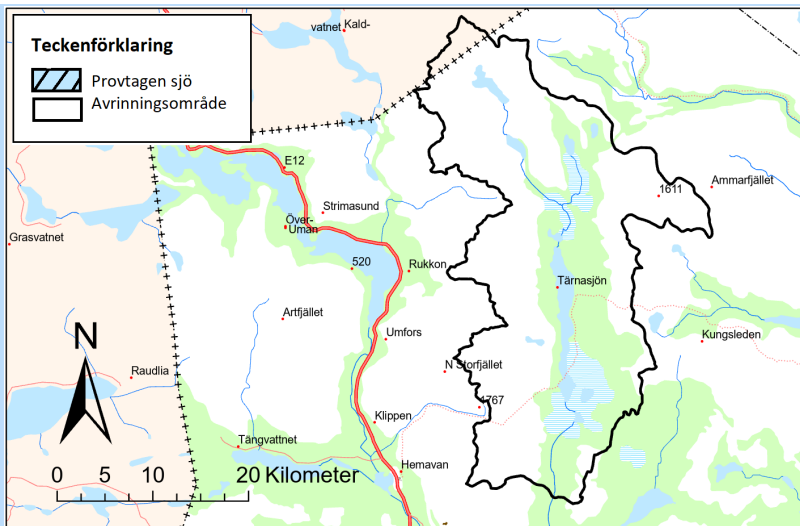 Teckenförklaring
Provtagen sjö
Avrinningsområde
vatnet Kald-
E12
1611
Ammarfjället
Strimasund
Över-
Uman
Grasvatnet
520
Rukkon
Tärnasjön
Artfjället
Umfors
Kungsleden
N
Raudlia
N Storfjället
1767
Klippen
Tängvattnet
Hemavan
0 5 10 20 Kilometer